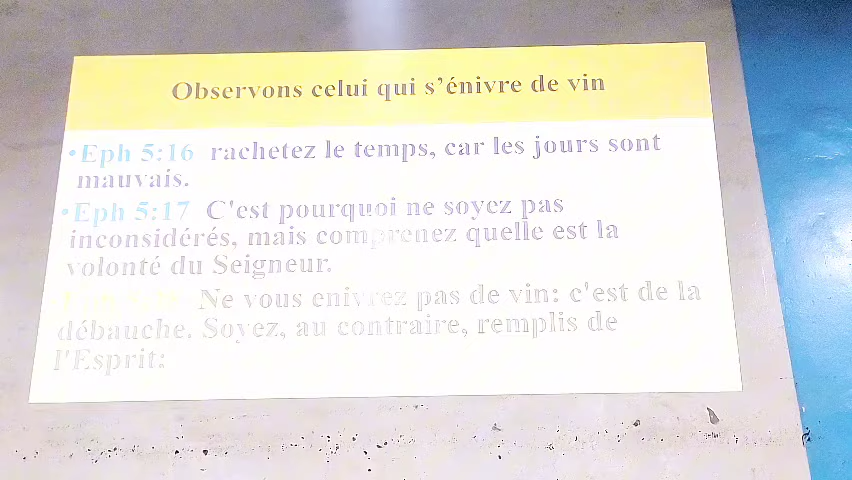 Observons celui qui s'énivre de vin
•Eph 5:16 rachetez le temps, car les jours sont
mauvais.
•Eph 5:17 C'est pourquoi ne soyez pas
inconsidérés, mais comprenez quelle est la
volonté du Seigneur.
Ne vous enivrez pas de vin: c'est de la
débauche. Soyez, au contraire, remplis de
l'Esprit: